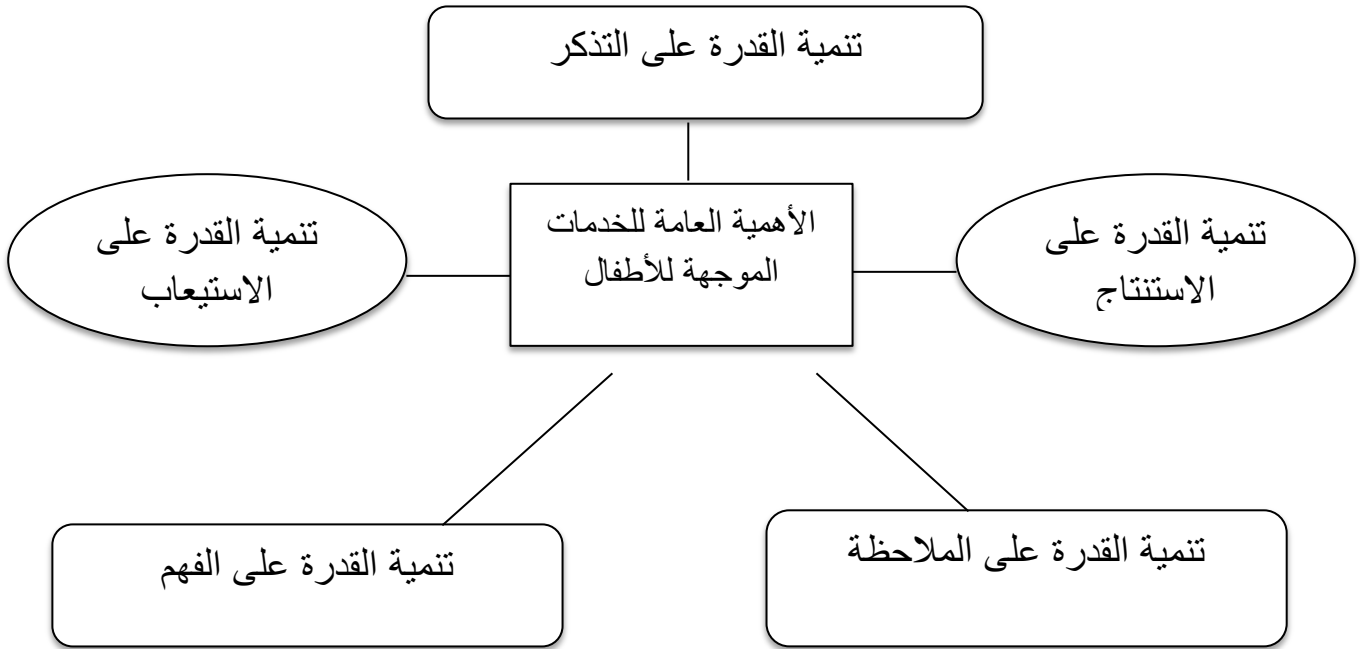 تنمية القدرة على التذكر
الأهمية العامة للخدمات
الموجهة للأطفال
تنمية القدرة على
الاستنتاج
تنمية القدرة على
الاستيعاب
تنمية القدرة على الملاحظة
تنمية القدرة على الفهم